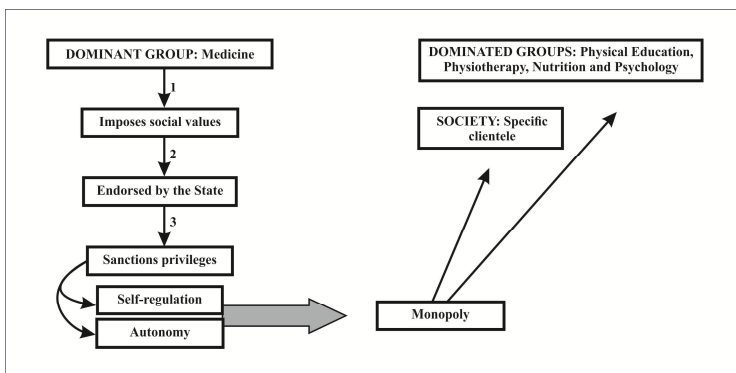 DOMINANT GROUP: Medicine
1
Imposes social values
2
Endorsed by the State
3
Sanctions privileges
Self-regulation
Autonomy
DOMINATED GROUPS: Physical Education,
Physiotherapy, Nutrition and Psychology
SOCIETY: Specific
clientele
Monopoly